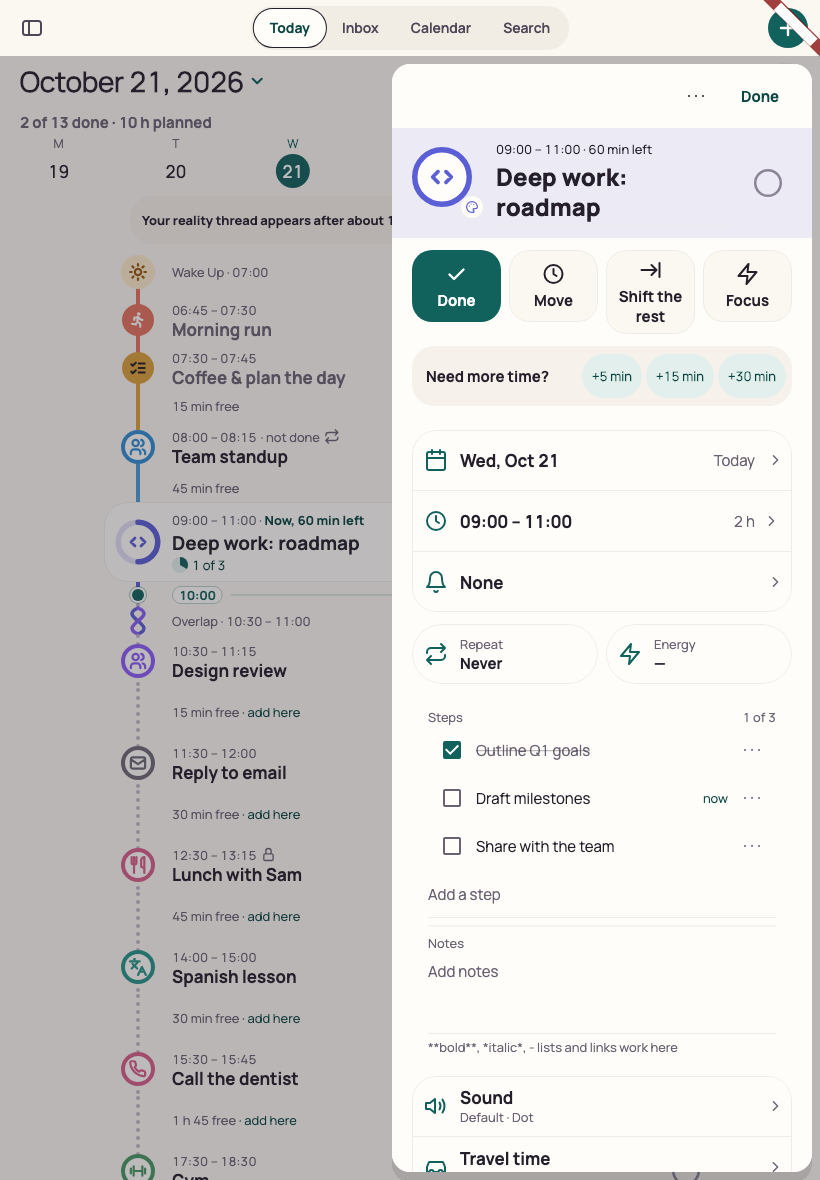 Today
Inbox
Calendar
Search
October 21, 2026
2 of 13 done · 10 h planned
M
T
W
19
20
21
Your reality thread appears after about 1
Wake Up · 07:00
06:45 – 07:30
Morning run
07:30 – 07:45
Coffee & plan the day
15 min free
08:00 – 08:15 · not done
Team standup
45 min free
09:00 – 11:00 · Now, 60 min left
Deep work: roadmap
1 of 3
10:00
Overlap · 10:30 – 11:00
10:30 – 11:15
Design review
15 min free · add here
11:30 – 12:00
Reply to email
30 min free · add here
12:30 – 13:15
Lunch with Sam
45 min free · add here
14:00 – 15:00
Spanish lesson
30 min free · add here
15:30 – 15:45
Call the dentist
1 h 45 free · add here
17:30 – 18:30
Gym
··· Done
09:00 – 11:00 · 60 min left
Deep work:
roadmap
Done
Move
Shift the
rest
Focus
Need more time?
+5 min
+15 min
+30 min
Wed, Oct 21
Today
09:00 – 11:00
2 h
None
Repeat
Never
Energy
–
Steps
1 of 3
Outline Q1 goals
Draft milestones
now
Share with the team
Add a step
Notes
Add notes
**bold**, *italic*, - lists and links work here
Sound
Default · Dot
Travel time